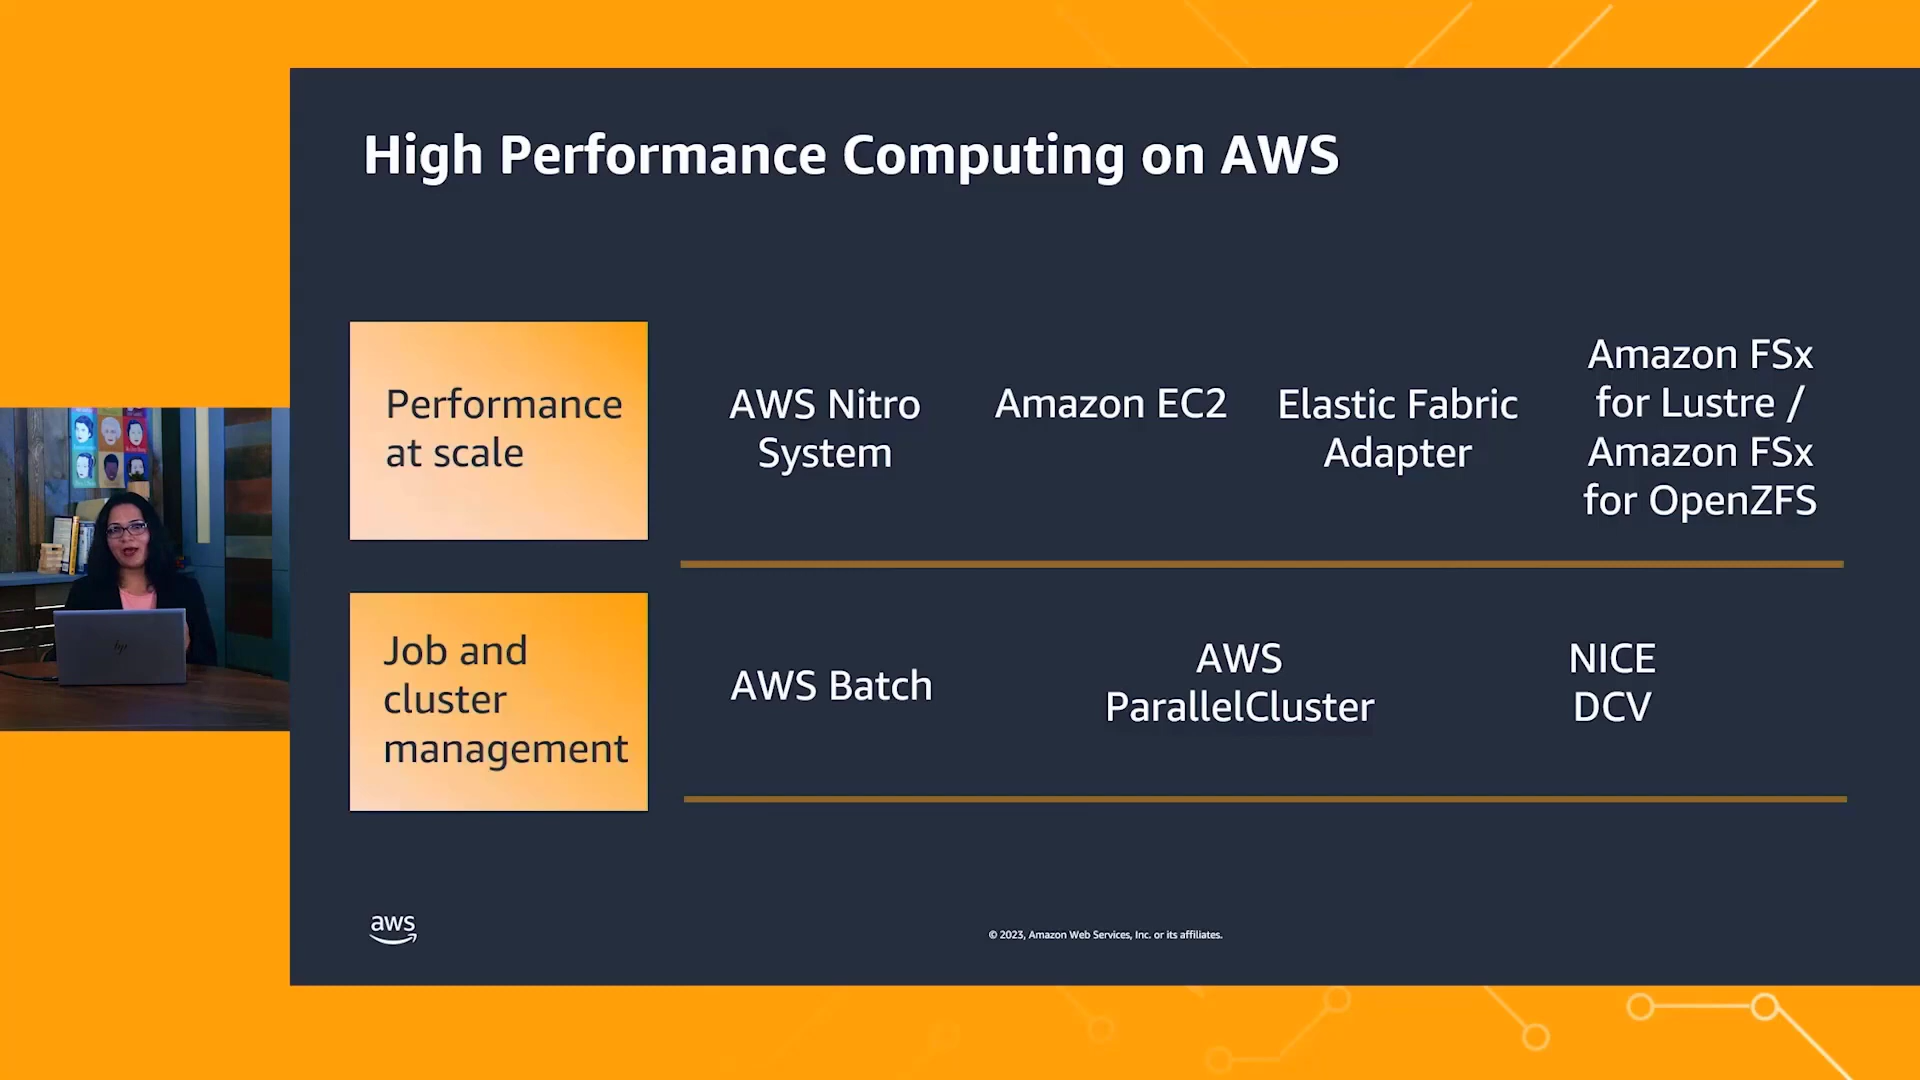 High Performance Computing on AWS
Performance
at scale
AWS Nitro
System
Amazon EC2
Elastic Fabric
Adapter
Amazon FSx
for Lustre /
Amazon FSx
for OpenZFS
Job and
cluster
management
AWS Batch
AWS
ParallelCluster
NICE
DCV
aws
© 2023, Amazon Web Services, Inc. or its affiliates.
hp